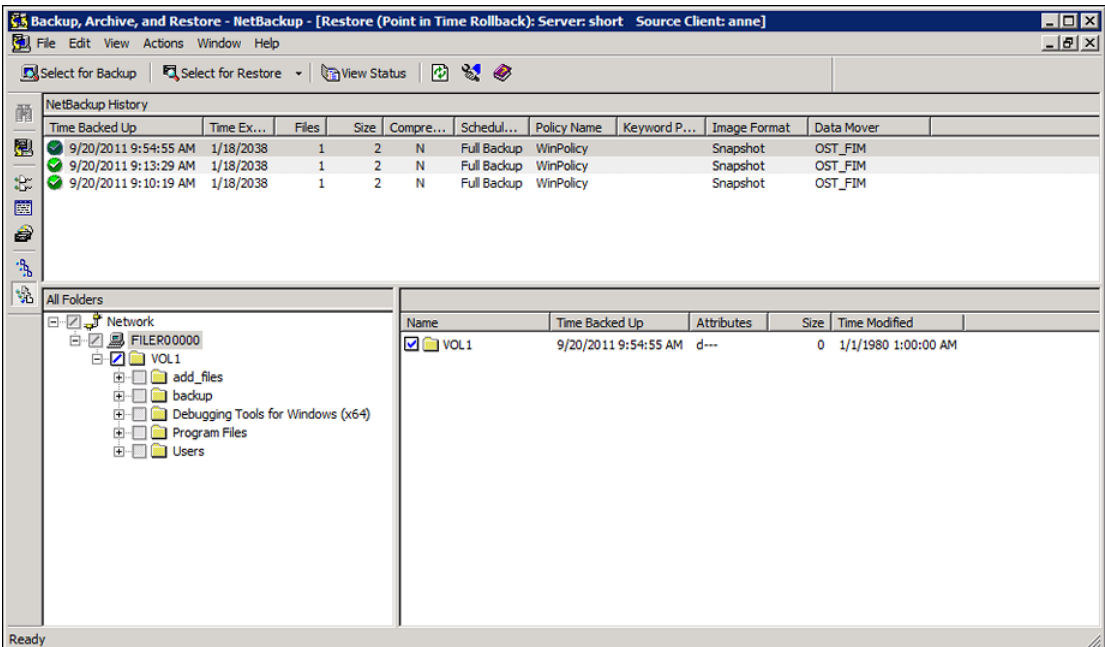 Backup, Archive, and Restore - NetBackup - [Restore (Point in Time Rollback): Server: short Source Client: anne]
File Edit View Actions Window Help
Select for Backup Select for Restore View Status
NetBackup History
Time Backed Up Time Ex... Files Size Compre... Schedul... Policy Name Keyword P... Image Format Data Mover
9/20/2011 9:54:55 AM 1/18/2038 1 2 N Full Backup WinPolicy Snapshot OST_FIM
9/20/2011 9:13:29 AM 1/18/2038 1 2 N Full Backup WinPolicy Snapshot OST_FIM
9/20/2011 9:10:19 AM 1/18/2038 1 2 N Full Backup WinPolicy Snapshot OST_FIM
All Folders
Network
FILER00000
VOL1
add_files
backup
Debugging Tools for Windows (x64)
Program Files
Users
Name Time Backed Up Attributes Size Time Modified
VOL1 9/20/2011 9:54:55 AM d--- 0 1/1/1980 1:00:00 AM
Ready